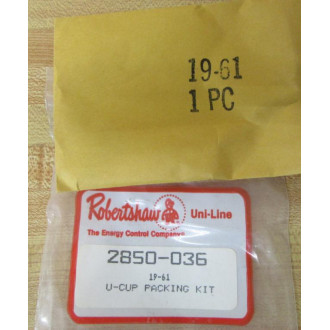 19-61
1 PC
Robertshaw Uni-Line
The Energy Control Company
2850-036
19-61
U-CUP PACKING KIT